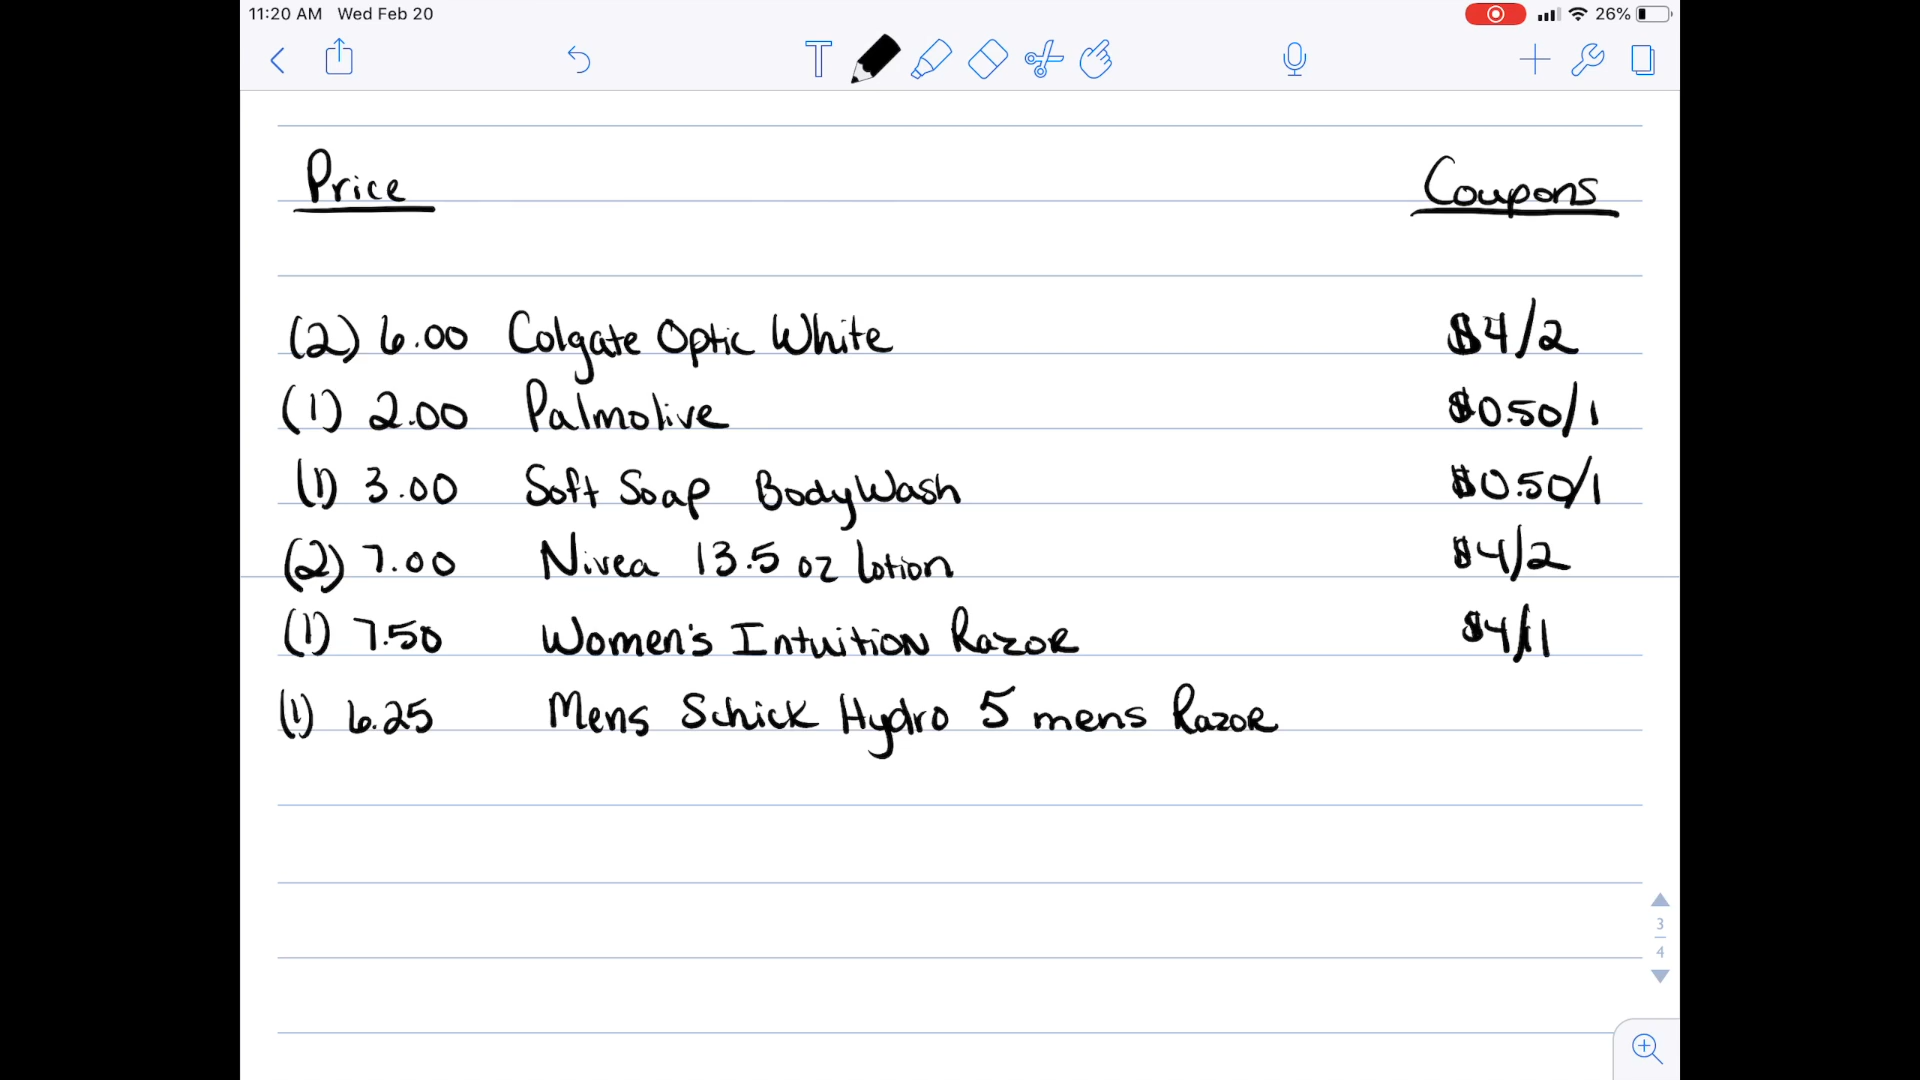 11:20 AM Wed Feb 20 26%
T
Price Coupons
(2) 6.00 Colgate Optic White $4/2
(1) 2.00 Palmolive $0.50/1
(1) 3.00 Soft Soap Body Wash $0.50/1
(2) 7.00 Nivea 13.5 oz Lotion $4/2
(1) 7.50 Women's Intuition Razor $4/1
(1) 6.25 Mens Schick Hydro 5 mens Razor
3
4